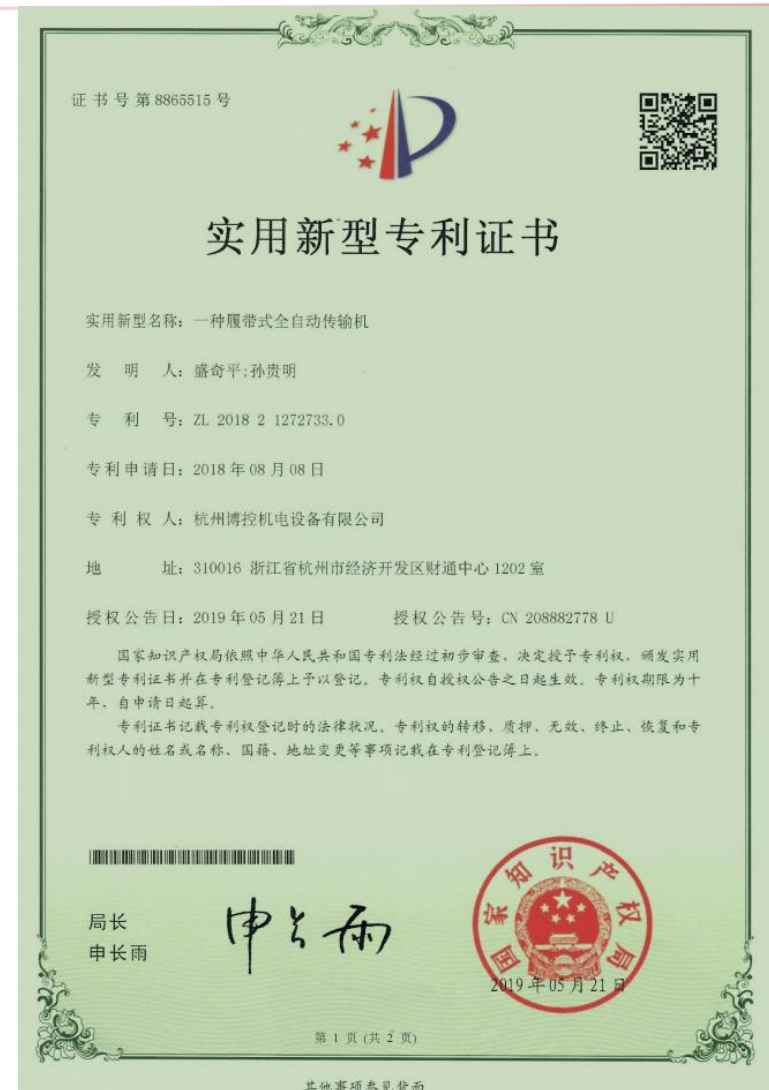 证书号第8865515号
实用新型专利证书
实用新型名称：一种履带式全自动传输机
发明人：盛奇平;孙贵明
专利号：ZL 2018 2 1272733.0
专利申请日：2018年08月08日
专利权人：杭州博控机电设备有限公司
地址：310016 浙江省杭州市经济开发区财通中心1202室
授权公告日：2019年05月21日 授权公告号：CN 208882778 U
国家知识产权局依照中华人民共和国专利法经过初步审查，决定授予专利权，颁发实用
新型专利证书并在专利登记簿上予以登记。专利权自授权公告之日起生效。专利权期限为十
年，自申请日起算。
专利证书记载专利权登记时的法律状况。专利权的转移、质押、无效、终止、恢复和专
利权人的姓名或名称、国籍、地址变更等事项记载在专利登记簿上。
局长
申长雨
申长雨
国家知识产权局
2019年05月21日
第 1 页 (共 2 页)
其他事项参见背面